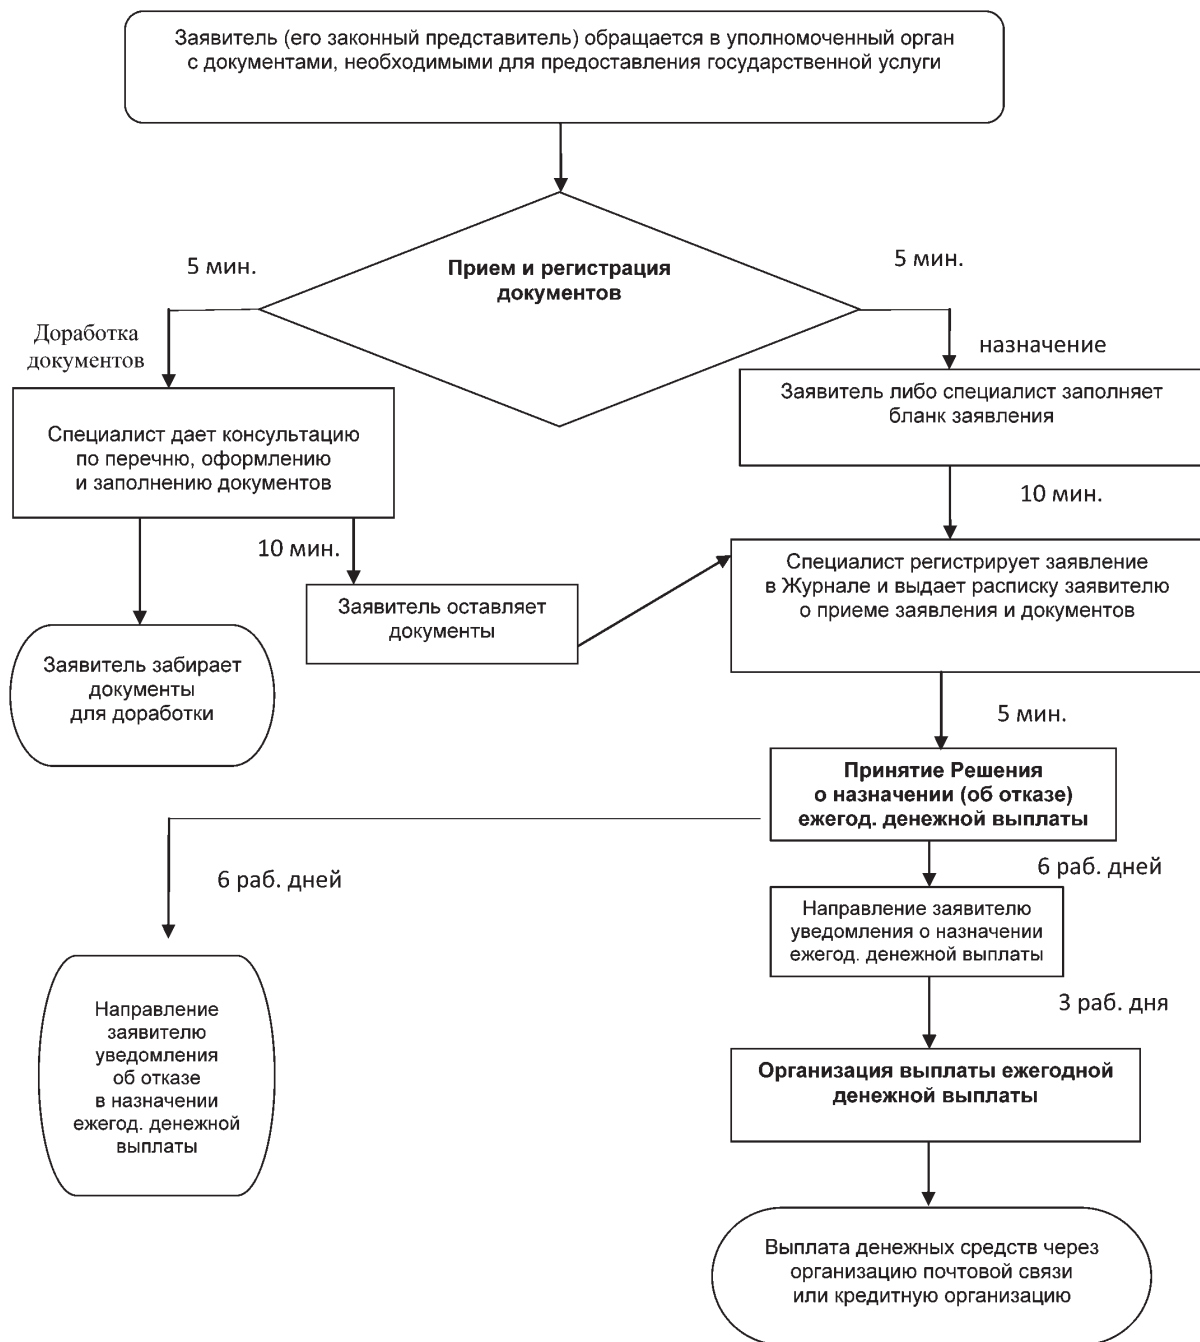 Заявитель (его законный представитель) обращается в уполномоченный орган
с документами, необходимыми для предоставления государственной услуги
5 мин.
Прием и регистрация
документов
5 мин.
Доработка
документов
назначение
Специалист дает консультацию
по перечню, оформлению
и заполнению документов
Заявитель либо специалист заполняет
бланк заявления
10 мин.
10 мин.
Заявитель оставляет
документы
Специалист регистрирует заявление
в Журнале и выдает расписку заявителю
о приеме заявления и документов
Заявитель забирает
документы
для доработки
5 мин.
Принятие Решения
о назначении (об отказе)
ежегод. денежной выплаты
6 раб. дней
6 раб. дней
Направление заявителю
уведомления о назначении
ежегод. денежной выплаты
3 раб. дня
Направление
заявителю
уведомления
об отказе
в назначении
ежегод. денежной
выплаты
Организация выплаты ежегодной
денежной выплаты
Выплата денежных средств через
организацию почтовой связи
или кредитную организацию